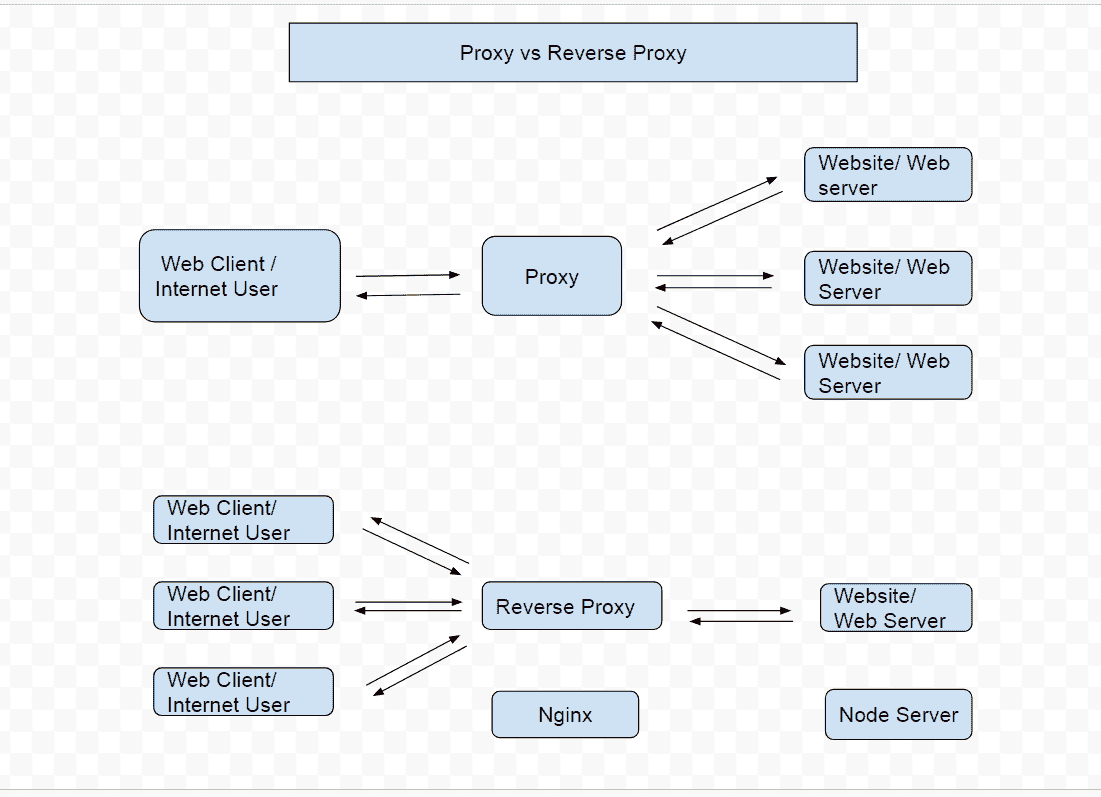 Proxy vs Reverse Proxy
Website/ Web
server
Web Client /
Internet User
Proxy
Website/ Web
Server
Website/ Web
Server
Web Client/
Internet User
Web Client/
Internet User
Reverse Proxy
Website/
Web Server
Web Client/
Internet User
Nginx
Node Server